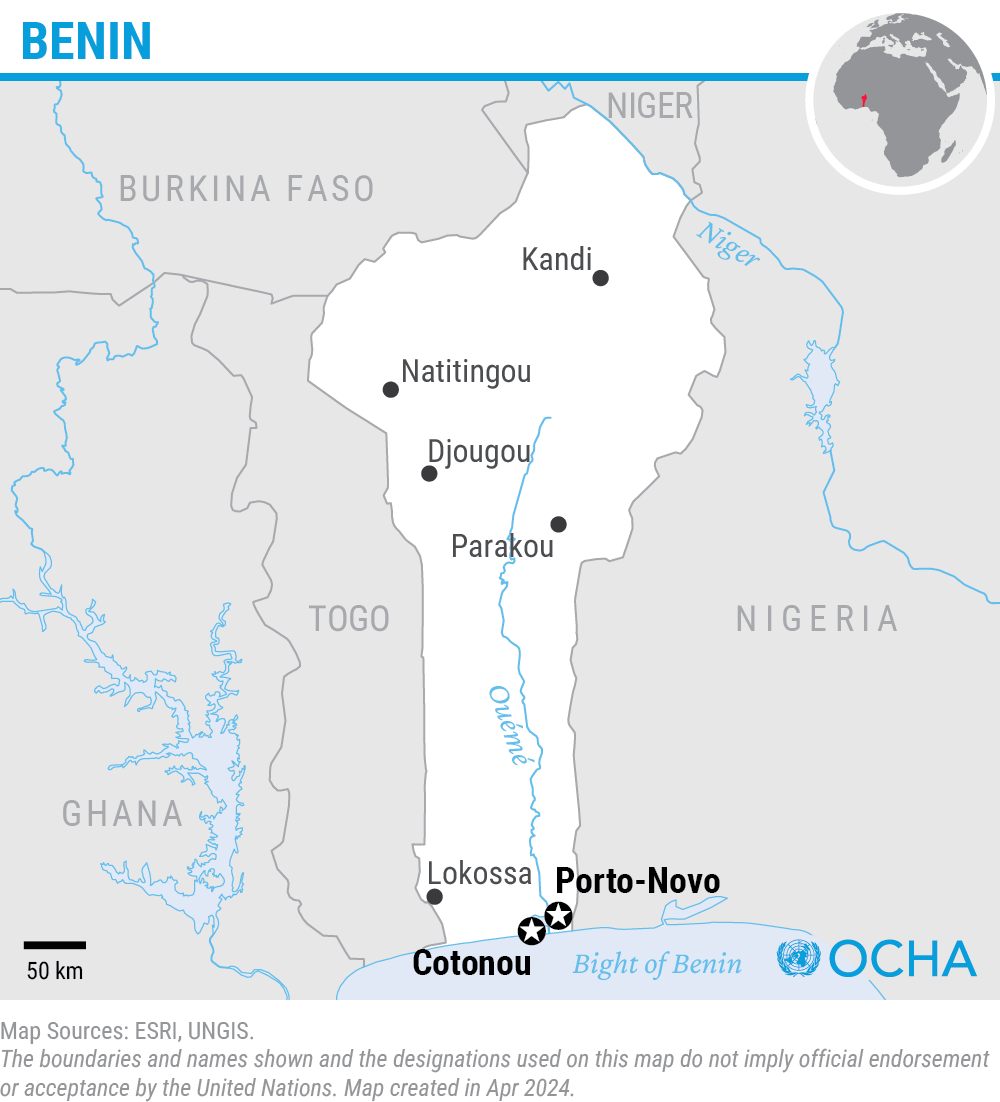 BENIN
NIGER
BURKINA FASO
Niger
Kandi
Natitingou
Djougou
Parakou
TOGO
NIGERIA
Ouémé
GHANA
Lokossa
Porto-Novo
Cotonou
Bight of Benin
50 km
OCHA
Map Sources: ESRI, UNGIS.
The boundaries and names shown and the designations used on this map do not imply official endorsement
or acceptance by the United Nations. Map created in Apr 2024.